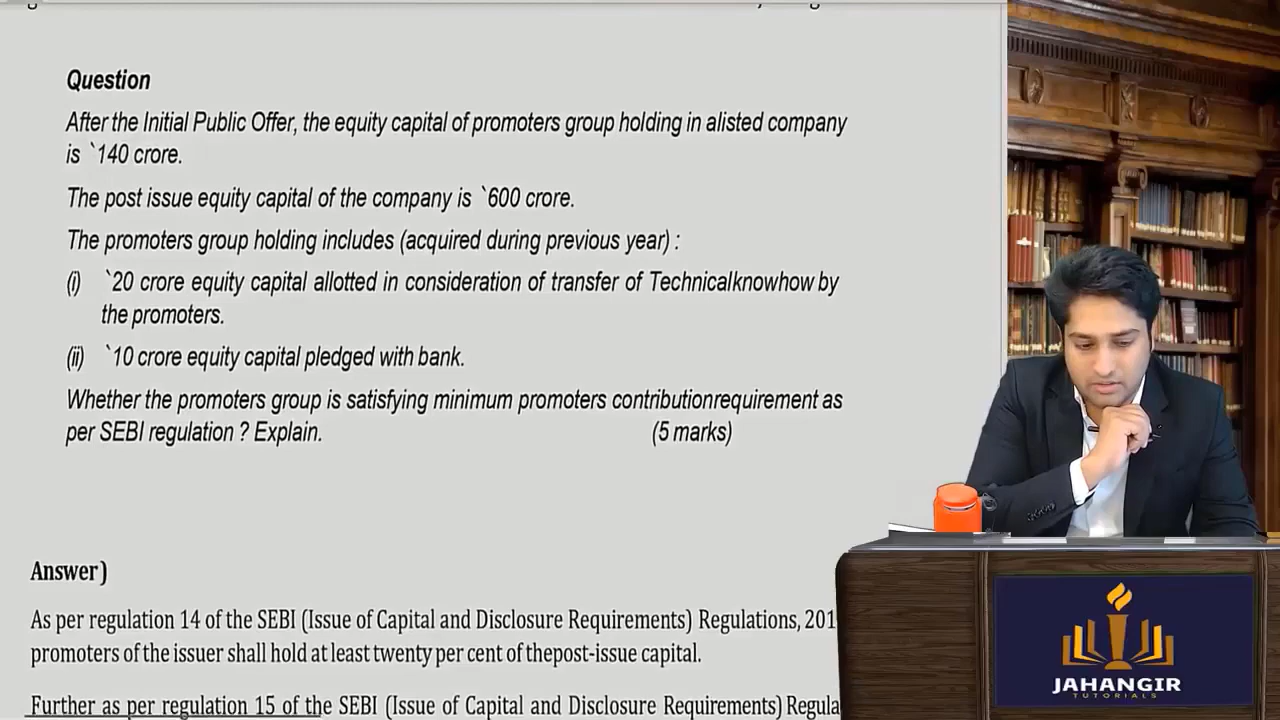 Question
After the Initial Public Offer, the equity capital of promoters group holding in alisted company
is `140 crore.
The post issue equity capital of the company is `600 crore.
The promoters group holding includes (acquired during previous year) :
(i) `20 crore equity capital allotted in consideration of transfer of Technicalknowhow by
the promoters.
(ii) `10 crore equity capital pledged with bank.
Whether the promoters group is satisfying minimum promoters contributionrequirement as
per SEBI regulation ? Explain. (5 marks)
Answer)
As per regulation 14 of the SEBI (Issue of Capital and Disclosure Requirements) Regulations, 201
promoters of the issuer shall hold at least twenty per cent of thepost-issue capital.
Further as per regulation 15 of the SEBI (Issue of Capital and Disclosure Requirements) Regula
JAHANGIR
TUTORIALS